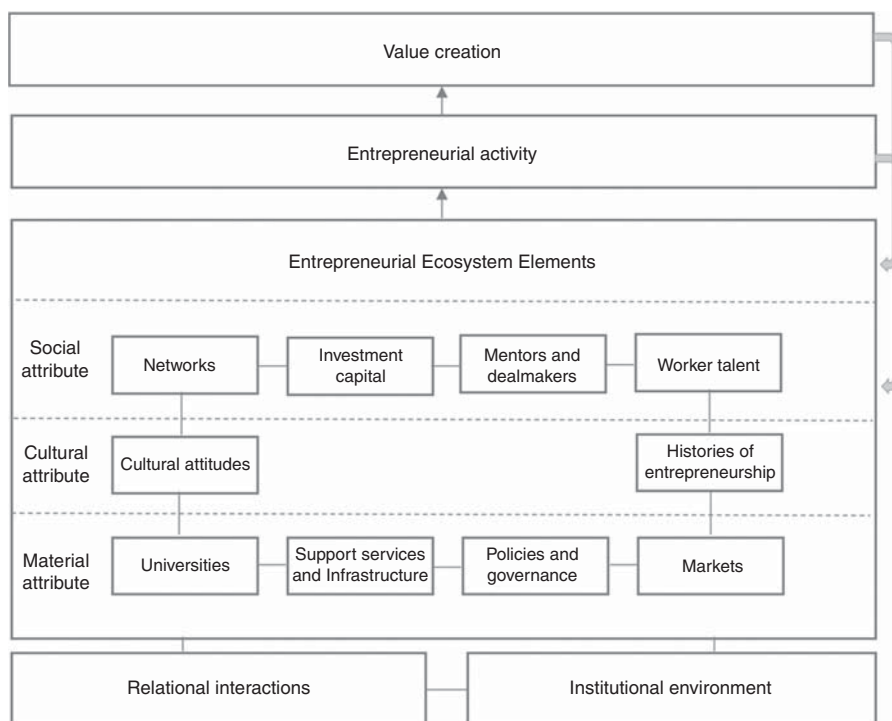 Value creation
Entrepreneurial activity
Entrepreneurial Ecosystem Elements
Social
attribute
Networks
Investment
capital
Mentors and
dealmakers
Worker talent
Cultural
attribute
Cultural attitudes
Histories of
entrepreneurship
Material
attribute
Universities
Support services
and Infrastructure
Policies and
governance
Markets
Relational interactions
Institutional environment